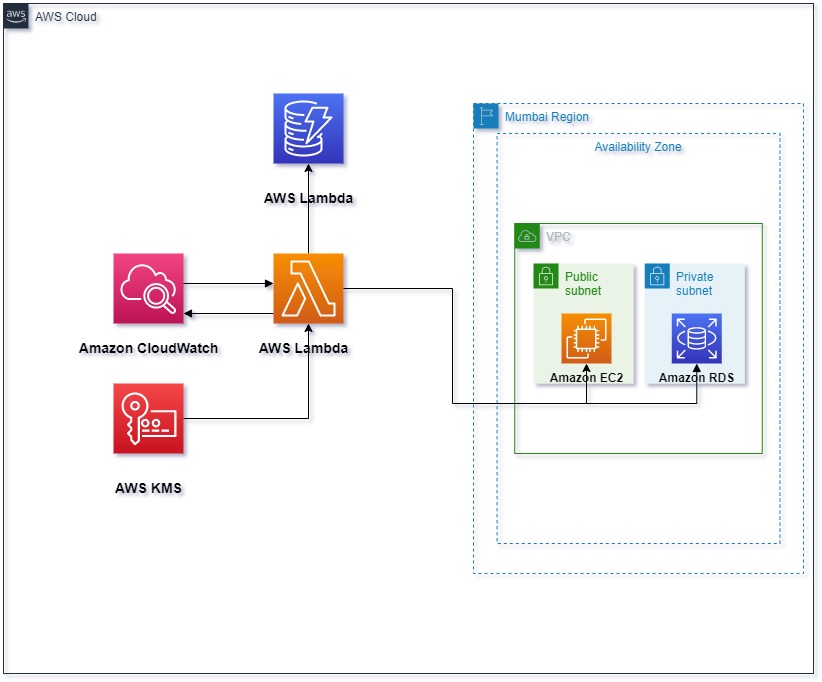 aws
AWS Cloud
Mumbai Region
Availability Zone
AWS Lambda
VPC
Public
subnet
Private
subnet
Amazon CloudWatch
AWS Lambda
Amazon EC2
Amazon RDS
AWS KMS